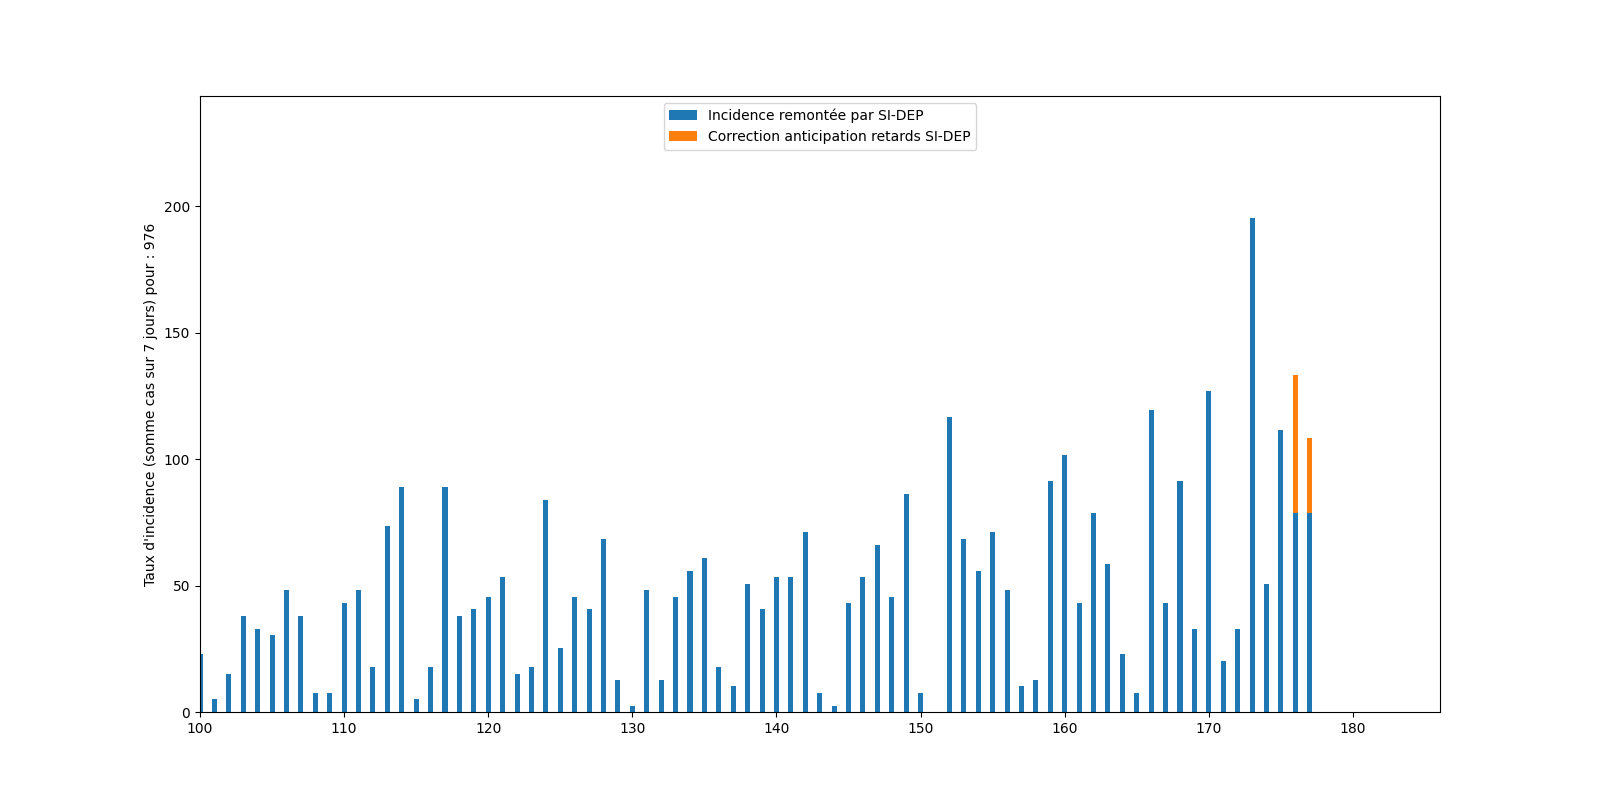 Incidence remontée par SI-DEP
Correction anticipation retards SI-DEP
Taux d'incidence (somme cas sur 7 jours) pour : 976
200
150
100
50
0
100 110 120 130 140 150 160 170 180